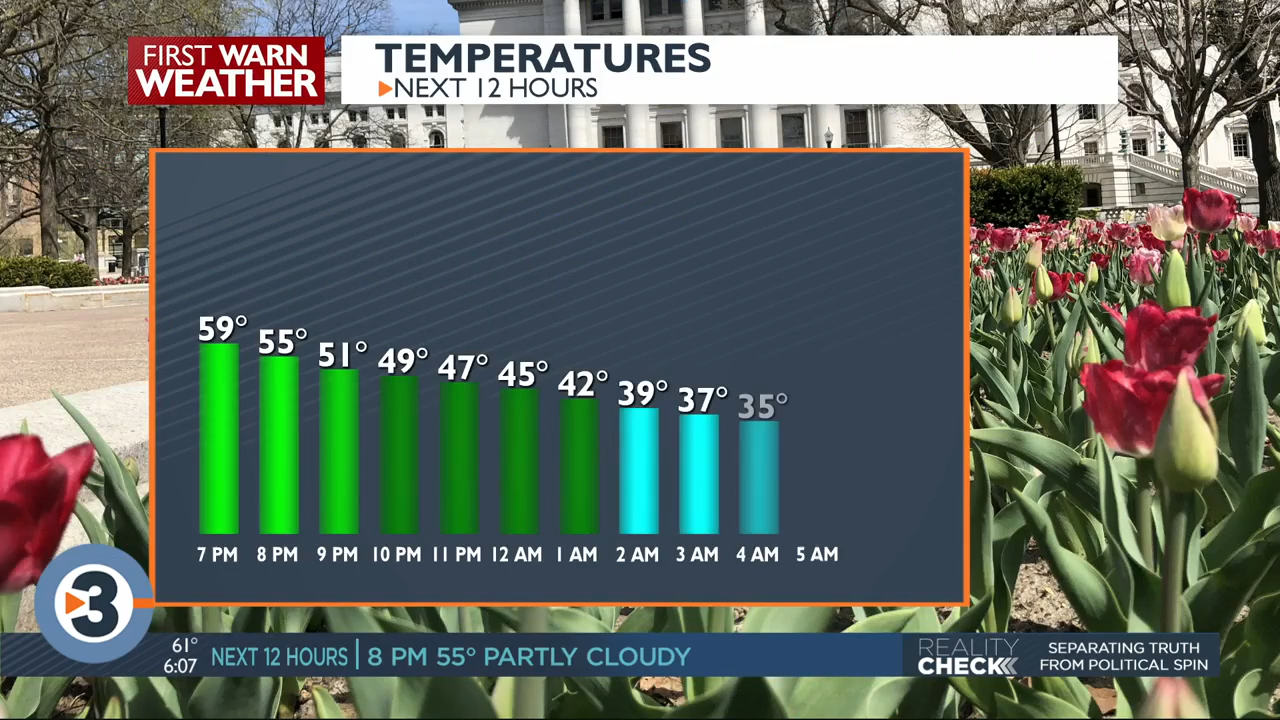 FIRST WARN
WEATHER
TEMPERATURES
NEXT 12 HOURS
59° 55° 51° 49° 47° 45° 42° 39° 37° 35°
7 PM 8 PM 9 PM 10 PM 11 PM 12 AM 1 AM 2 AM 3 AM 4 AM 5 AM
3
61°
6:07
NEXT 12 HOURS | 8 PM 55° PARTLY CLOUDY
REALITY
CHECK
SEPARATING TRUTH
FROM POLITICAL SPIN